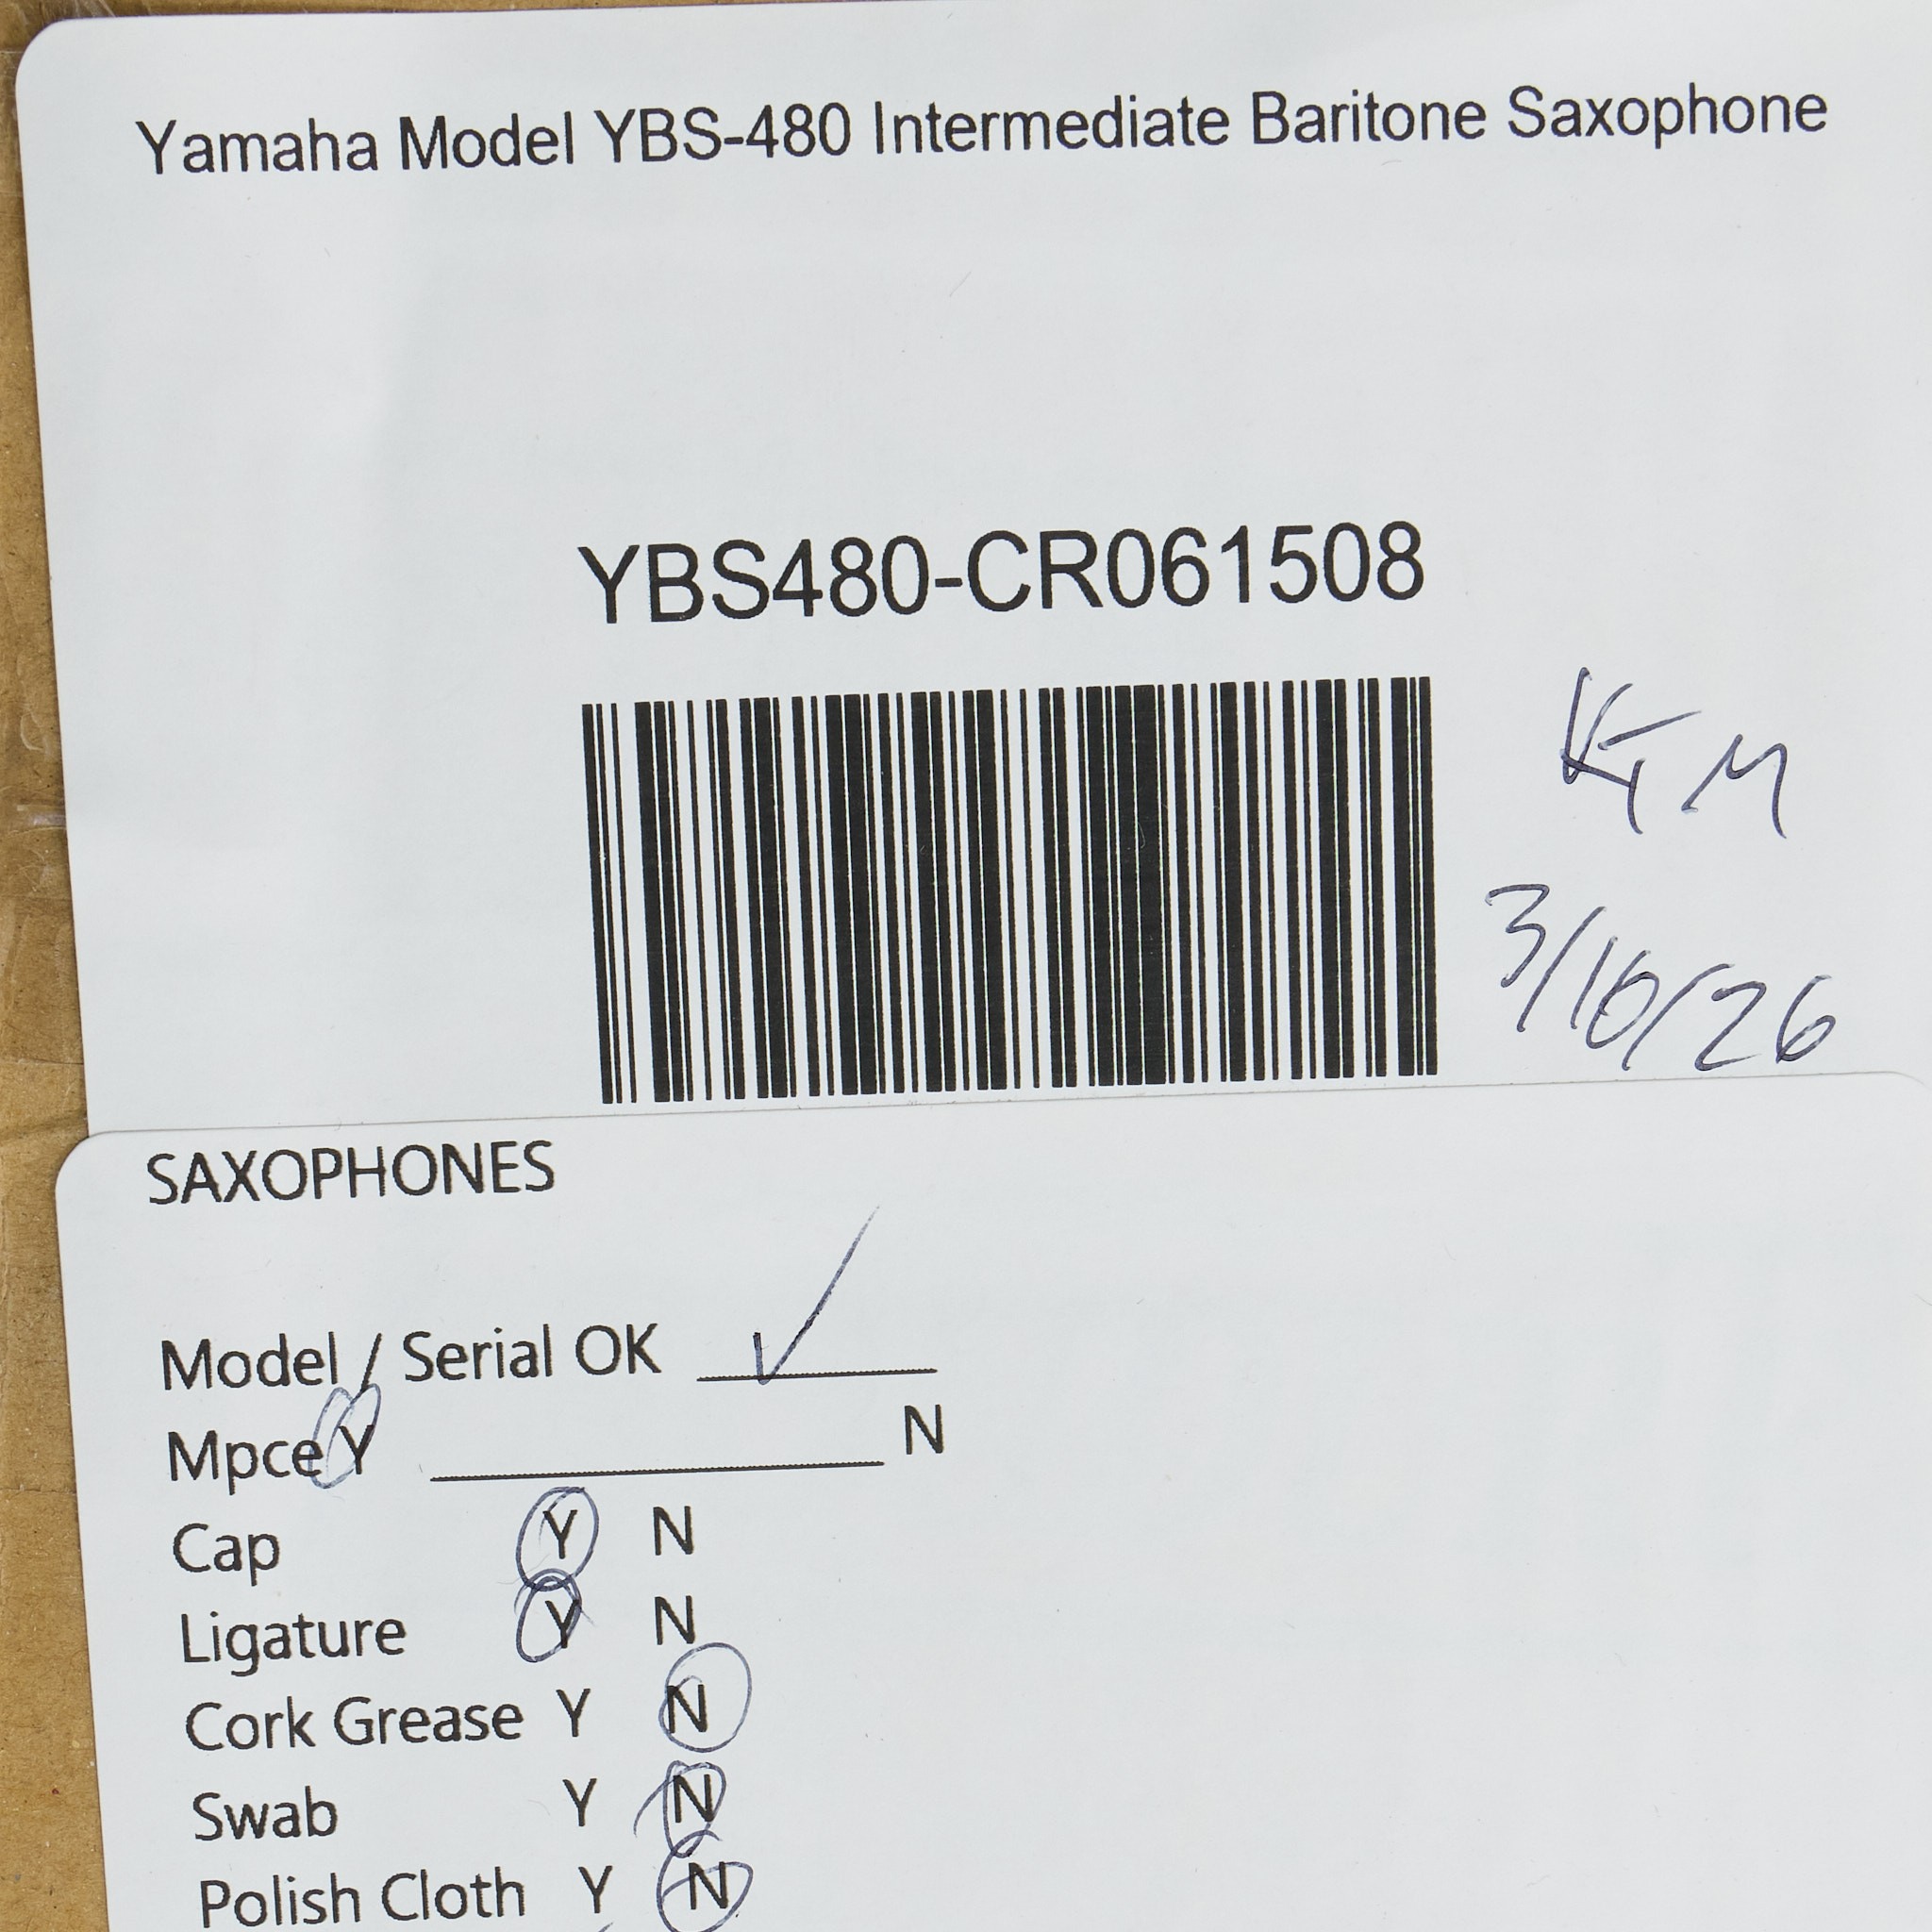 Yamaha Model YBS-480 Intermediate Baritone Saxophone
YBS480-CR061508
3/10/26
SAXOPHONES
Model / Serial OK ✓
Mpce Y N
Cap Y N
Ligature Y N
Cork Grease Y N
Swab Y N
Polish Cloth Y N